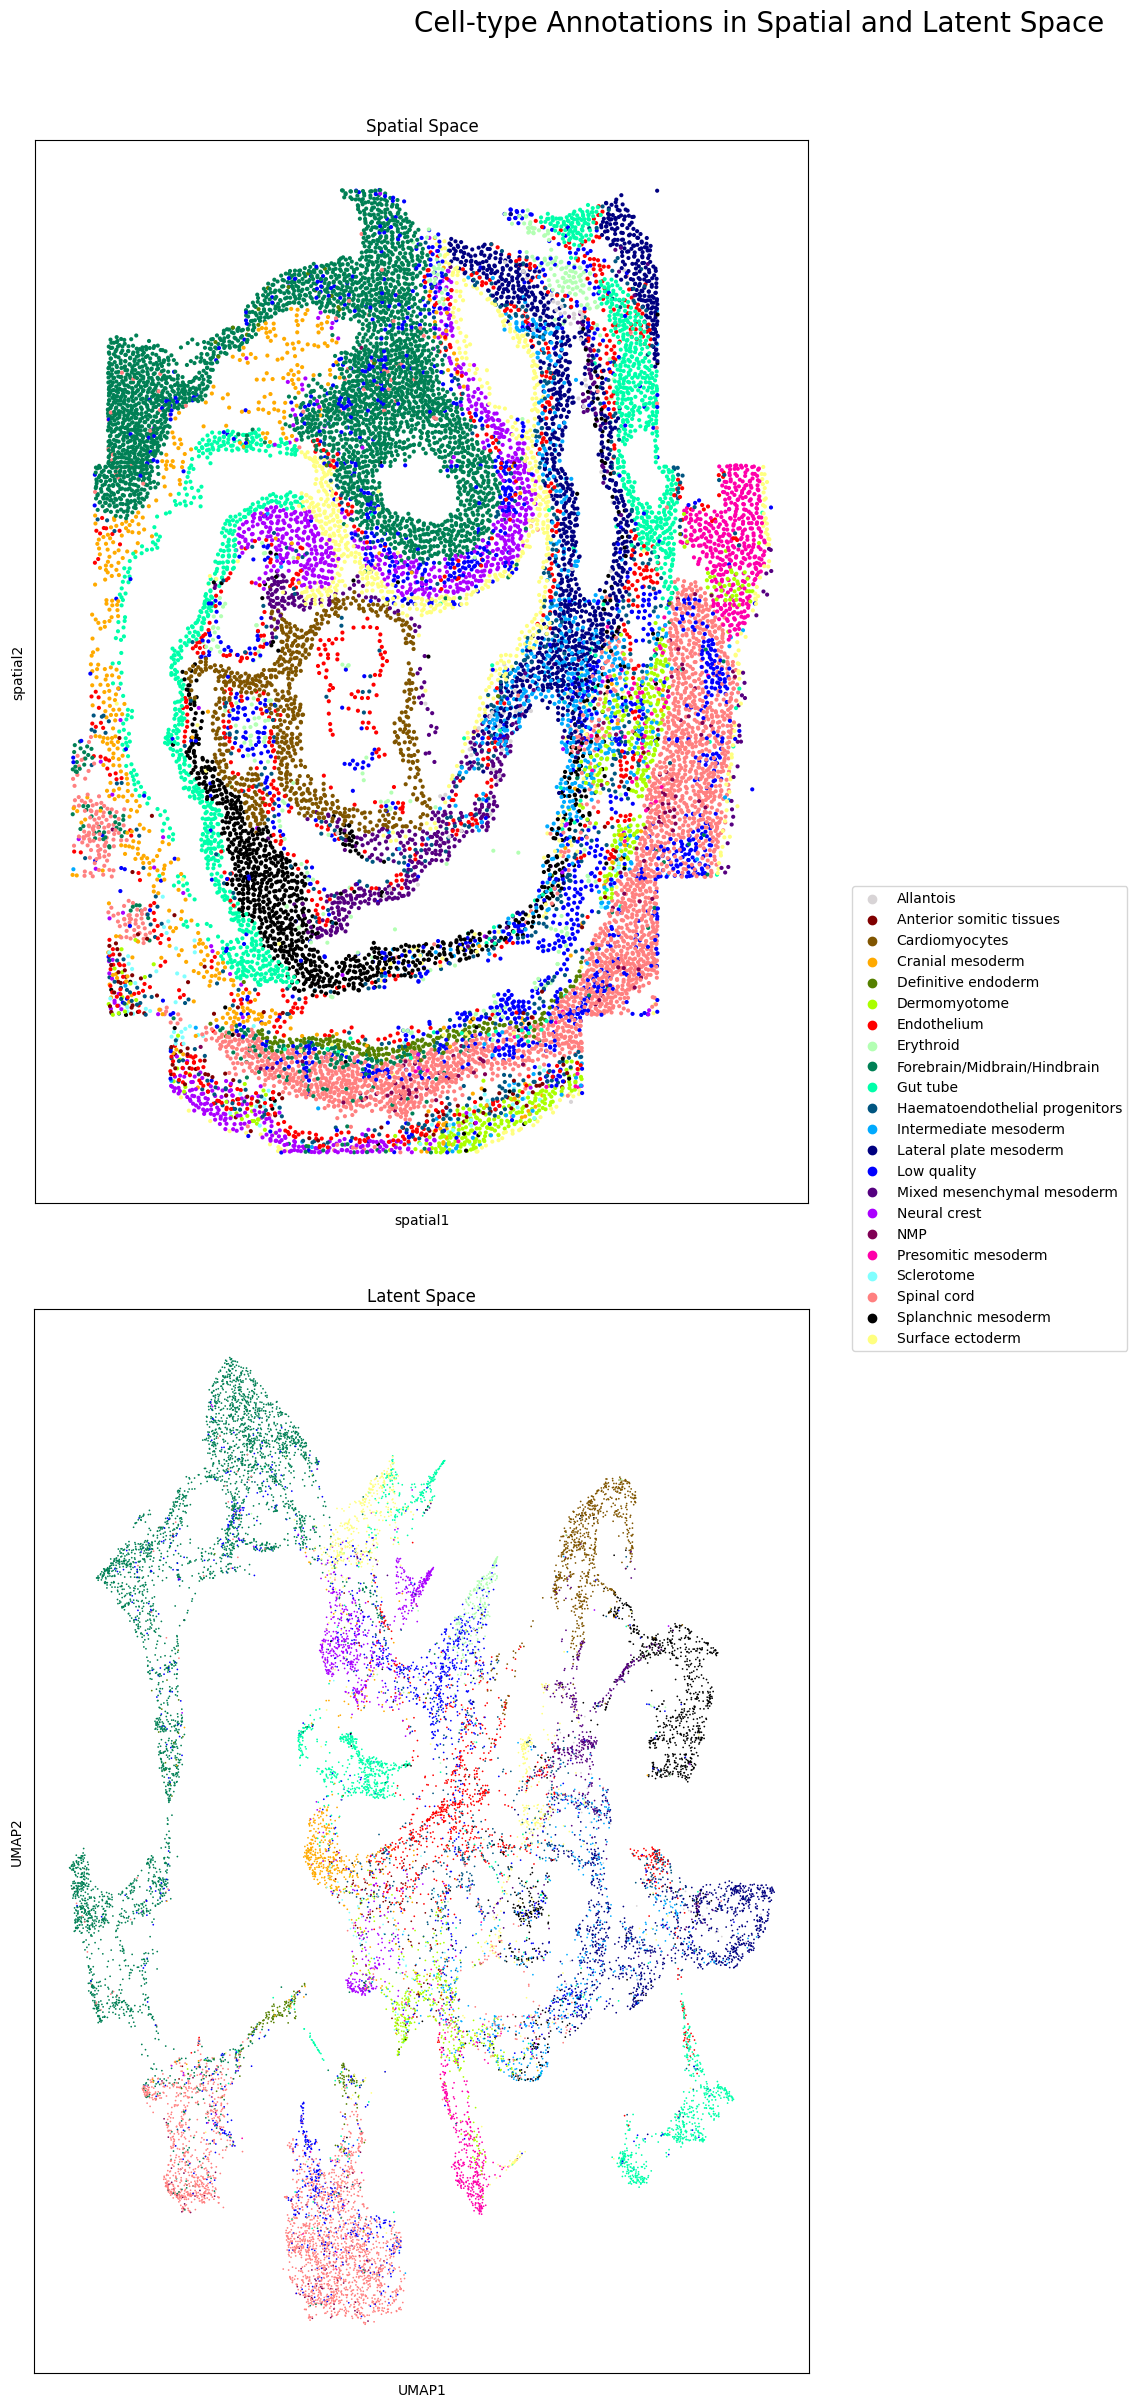 Cell-type Annotations in Spatial and Latent Space
Spatial Space
spatial2
spatial1
Allantois
Anterior somitic tissues
Cardiomyocytes
Cranial mesoderm
Definitive endoderm
Dermomyotome
Endothelium
Erythroid
Forebrain/Midbrain/Hindbrain
Gut tube
Haematoendothelial progenitors
Intermediate mesoderm
Lateral plate mesoderm
Low quality
Mixed mesenchymal mesoderm
Neural crest
NMP
Presomitic mesoderm
Sclerotome
Spinal cord
Splanchnic mesoderm
Surface ectoderm
Latent Space
UMAP2
UMAP1